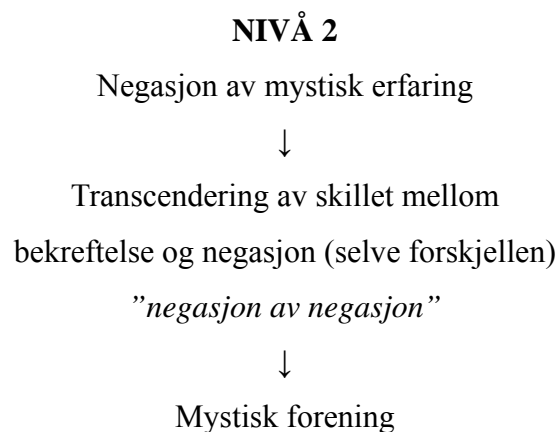 NIVÅ 2
Negasjon av mystisk erfaring
↓
Transcendering av skillet mellom
bekreftelse og negasjon (selve forskjellen)
”negasjon av negasjon”
↓
Mystisk forening